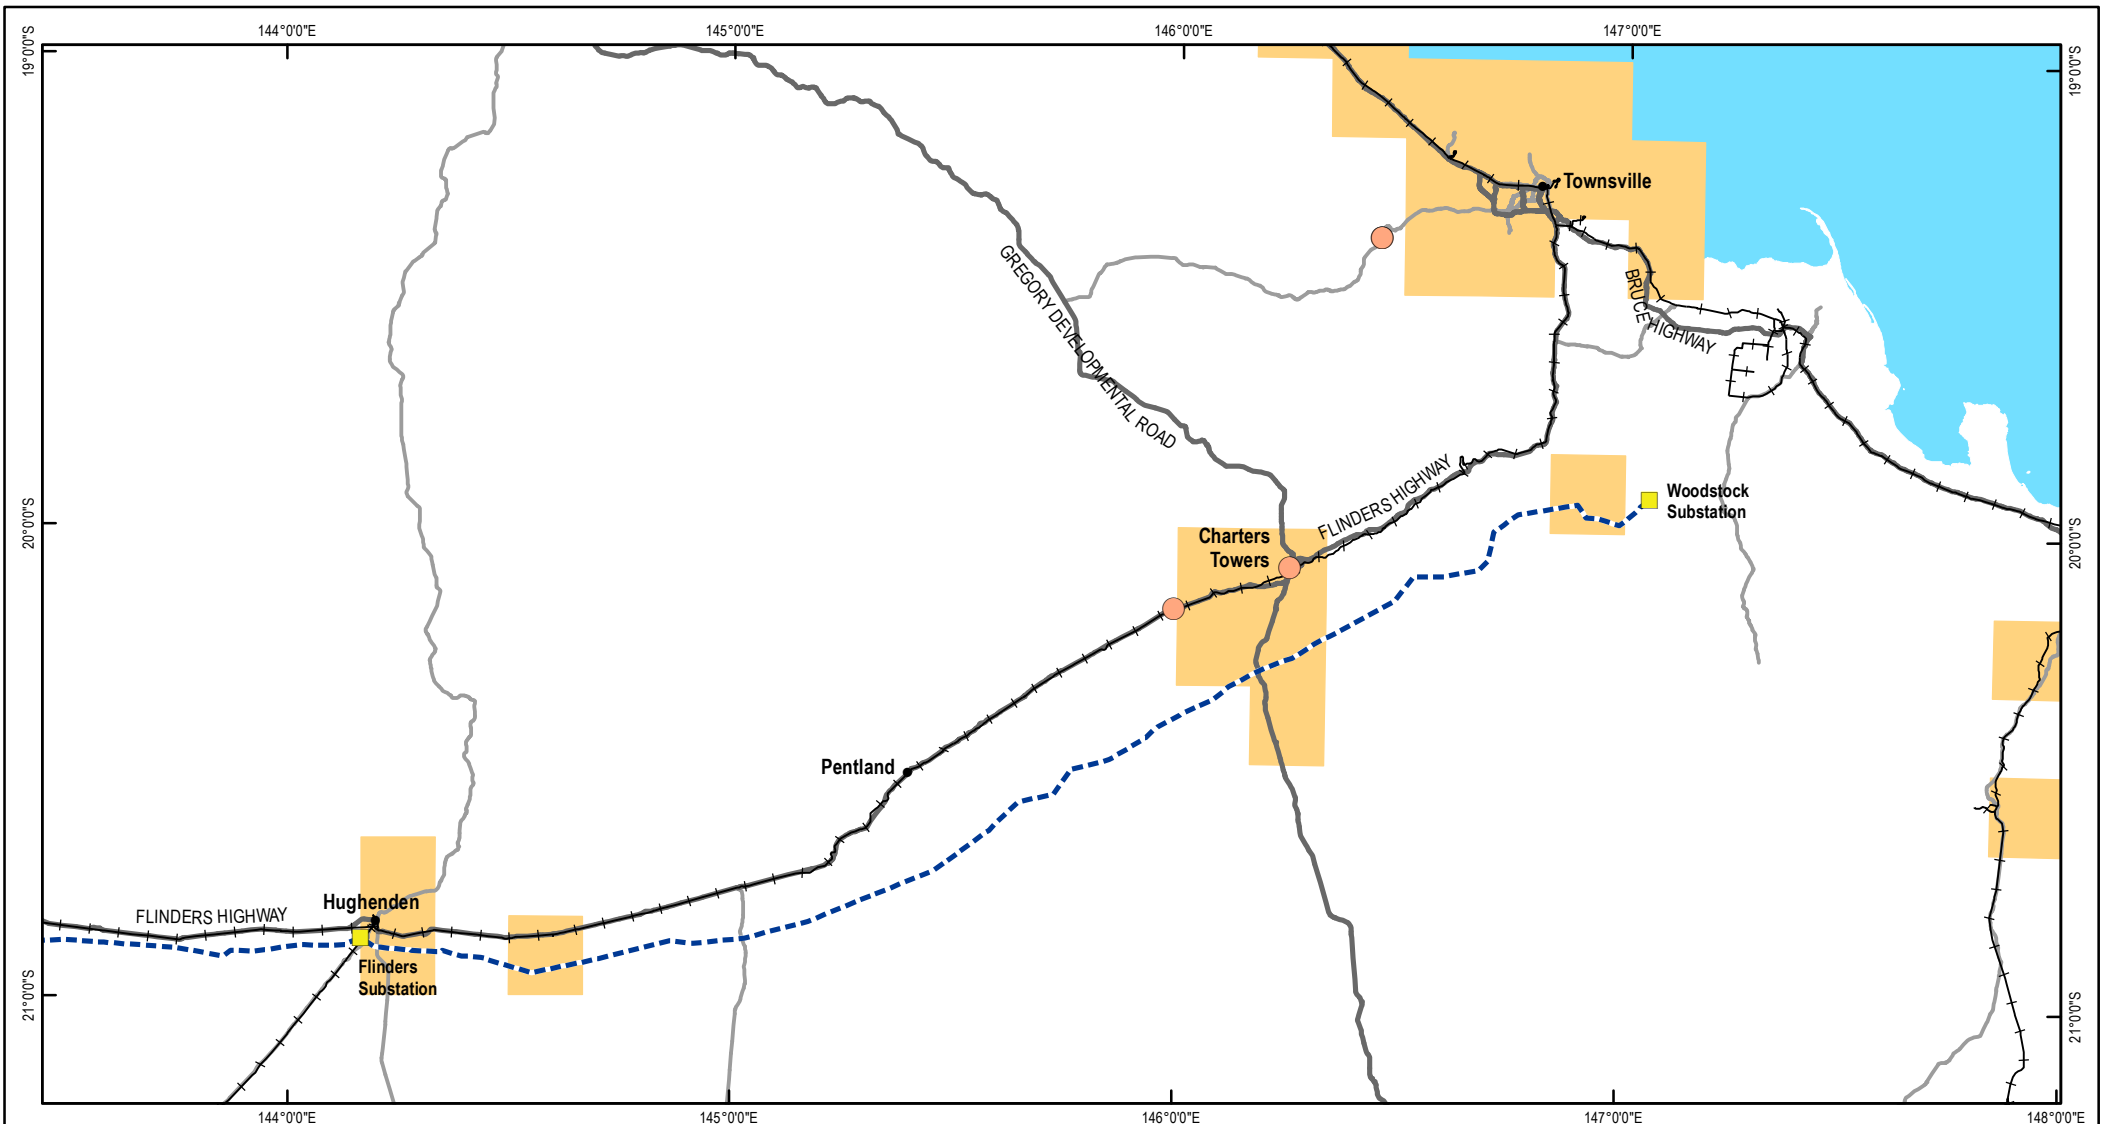 144°0'0"E
145°0'0"E
146°0'0"E
147°0'0"E
19°0'0"S
19°0'0"S
Townsville
GREGORY DEVELOPMENTAL ROAD
BRUCE HIGHWAY
FLINDERS HIGHWAY
Woodstock
Substation
20°0'0"S
20°0'0"S
Charters
Towers
Pentland
Hughenden
FLINDERS HIGHWAY
Flinders
Substation
21°0'0"S
21°0'0"S
144°0'0"E
145°0'0"E
146°0'0"E
147°0'0"E
148°0'0"E